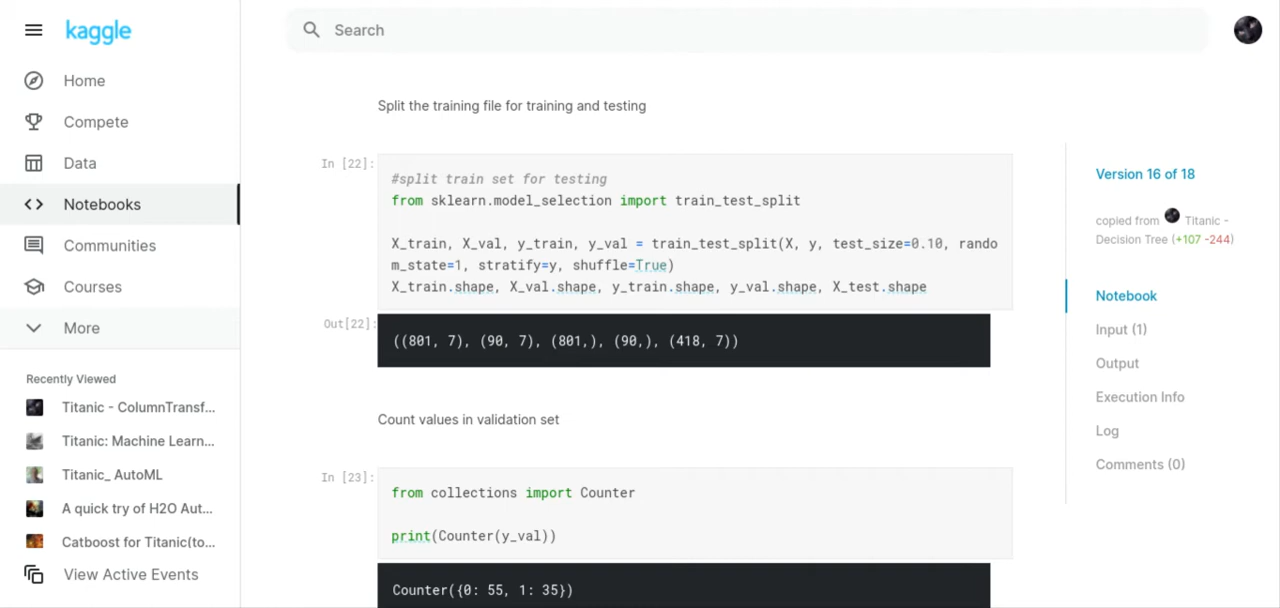 kaggle
Search
Home
Compete
Data
Notebooks
Communities
Courses
More
Recently Viewed
Titanic - ColumnTransf...
Titanic: Machine Learn...
Titanic_ AutoML
A quick try of H2O Aut...
Catboost for Titanic(to...
View Active Events
Split the training file for training and testing
In [22]:
#split train set for testing
from sklearn.model_selection import train_test_split
X_train, X_val, y_train, y_val = train_test_split(X, y, test_size=0.10, rando
m_state=1, stratify=y, shuffle=True)
X_train.shape, X_val.shape, y_train.shape, y_val.shape, X_test.shape
Out[22]:
((801, 7), (90, 7), (801,), (90,), (418, 7))
Count values in validation set
In [23]:
from collections import Counter
print(Counter(y_val))
Counter({0: 55, 1: 35})
Version 16 of 18
copied from Titanic -
Decision Tree (+107 -244)
Notebook
Input (1)
Output
Execution Info
Log
Comments (0)